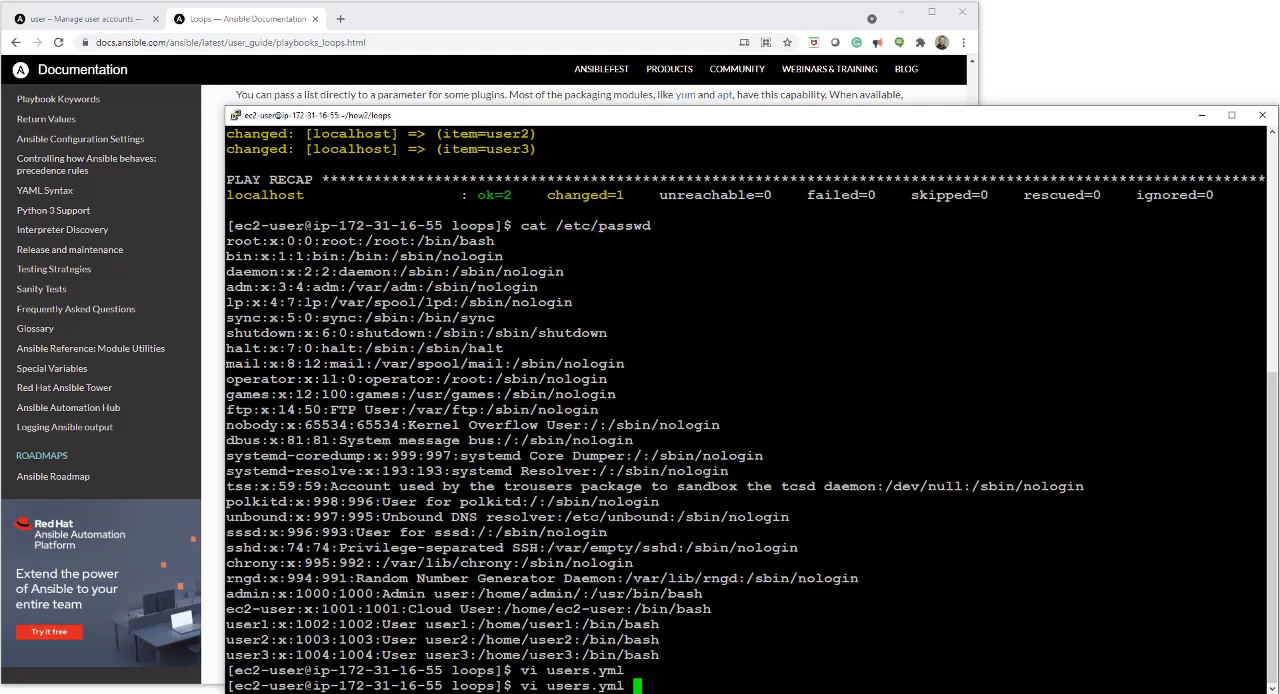 user – Manage user accounts —
Loops — Ansible Documentation
docs.ansible.com/ansible/latest/user_guide/playbooks_loops.html
Documentation
ANSIBLEFEST PRODUCTS COMMUNITY WEBINARS & TRAINING BLOG
Playbook Keywords
Return Values
Ansible Configuration Settings
Controlling how Ansible behaves:
precedence rules
YAML Syntax
Python 3 Support
Interpreter Discovery
Release and maintenance
Testing Strategies
Sanity Tests
Frequently Asked Questions
Glossary
Ansible Reference: Module Utilities
Special Variables
Red Hat Ansible Tower
Ansible Automation Hub
Logging Ansible output
ROADMAPS
Ansible Roadmap
Red Hat
Ansible Automation
Platform
Extend the power
of Ansible to your
entire team
Try it free
You can pass a list directly to a parameter for some plugins. Most of the packaging modules, like yum and apt, have this capability. When available,
ec2-user@ip-172-31-16-55:~/how2/loops
changed: [localhost] => (item=user2)
changed: [localhost] => (item=user3)
PLAY RECAP **************************************************************************************************************
localhost : ok=2 changed=1 unreachable=0 failed=0 skipped=0 rescued=0 ignored=0
[ec2-user@ip-172-31-16-55 loops]$ cat /etc/passwd
root:x:0:0:root:/root:/bin/bash
bin:x:1:1:bin:/bin:/sbin/nologin
daemon:x:2:2:daemon:/sbin:/sbin/nologin
adm:x:3:4:adm:/var/adm:/sbin/nologin
lp:x:4:7:lp:/var/spool/lpd:/sbin/nologin
sync:x:5:0:sync:/sbin:/bin/sync
shutdown:x:6:0:shutdown:/sbin:/sbin/shutdown
halt:x:7:0:halt:/sbin:/sbin/halt
mail:x:8:12:mail:/var/spool/mail:/sbin/nologin
operator:x:11:0:operator:/root:/sbin/nologin
games:x:12:100:games:/usr/games:/sbin/nologin
ftp:x:14:50:FTP User:/var/ftp:/sbin/nologin
nobody:x:65534:65534:Kernel Overflow User:/:/sbin/nologin
dbus:x:81:81:System message bus:/:/sbin/nologin
systemd-coredump:x:999:997:systemd Core Dumper:/:/sbin/nologin
systemd-resolve:x:193:193:systemd Resolver:/:/sbin/nologin
tss:x:59:59:Account used by the trousers package to sandbox the tcsd daemon:/dev/null:/sbin/nologin
polkitd:x:998:996:User for polkitd:/:/sbin/nologin
unbound:x:997:995:Unbound DNS resolver:/etc/unbound:/sbin/nologin
sssd:x:996:993:User for sssd:/:/sbin/nologin
sshd:x:74:74:Privilege-separated SSH:/var/empty/sshd:/sbin/nologin
chrony:x:995:992::/var/lib/chrony:/sbin/nologin
rngd:x:994:991:Random Number Generator Daemon:/var/lib/rngd:/sbin/nologin
admin:x:1000:1000:Admin user:/home/admin/:/usr/bin/bash
ec2-user:x:1001:1001:Cloud User:/home/ec2-user:/bin/bash
user1:x:1002:1002:User user1:/home/user1:/bin/bash
user2:x:1003:1003:User user2:/home/user2:/bin/bash
user3:x:1004:1004:User user3:/home/user3:/bin/bash
[ec2-user@ip-172-31-16-55 loops]$ vi users.yml
[ec2-user@ip-172-31-16-55 loops]$ vi users.yml